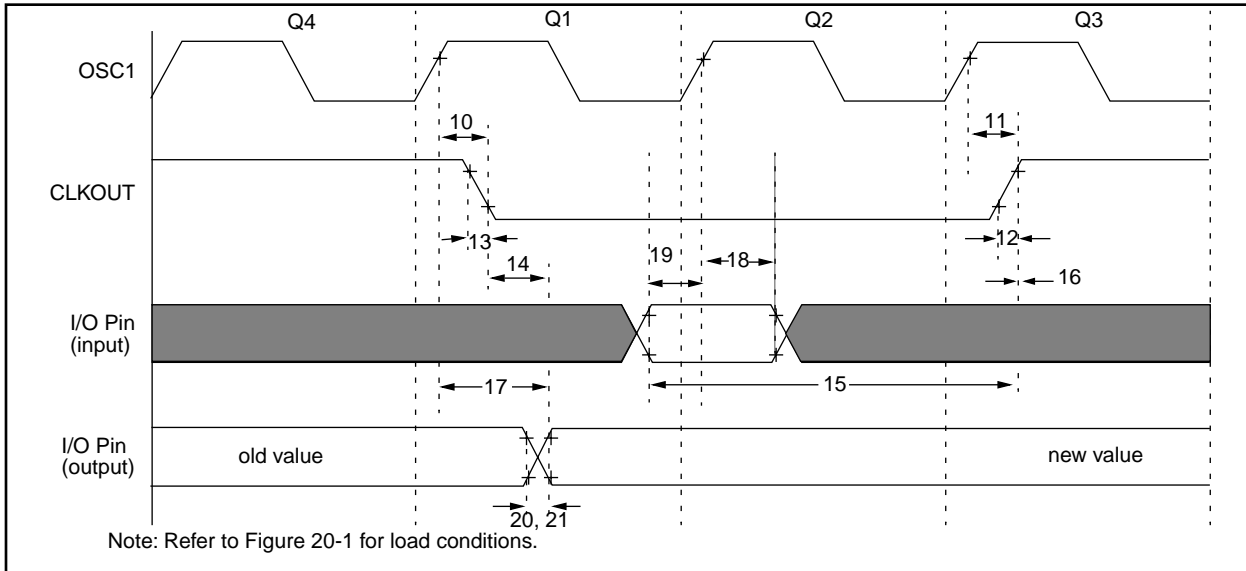 Q4 Q1 Q2 Q3
OSC1
10 11
CLKOUT
13 12
14 19 18
16
I/O Pin
(input)
17 15
I/O Pin
(output)
old value new value
20, 21
Note: Refer to Figure 20-1 for load conditions.